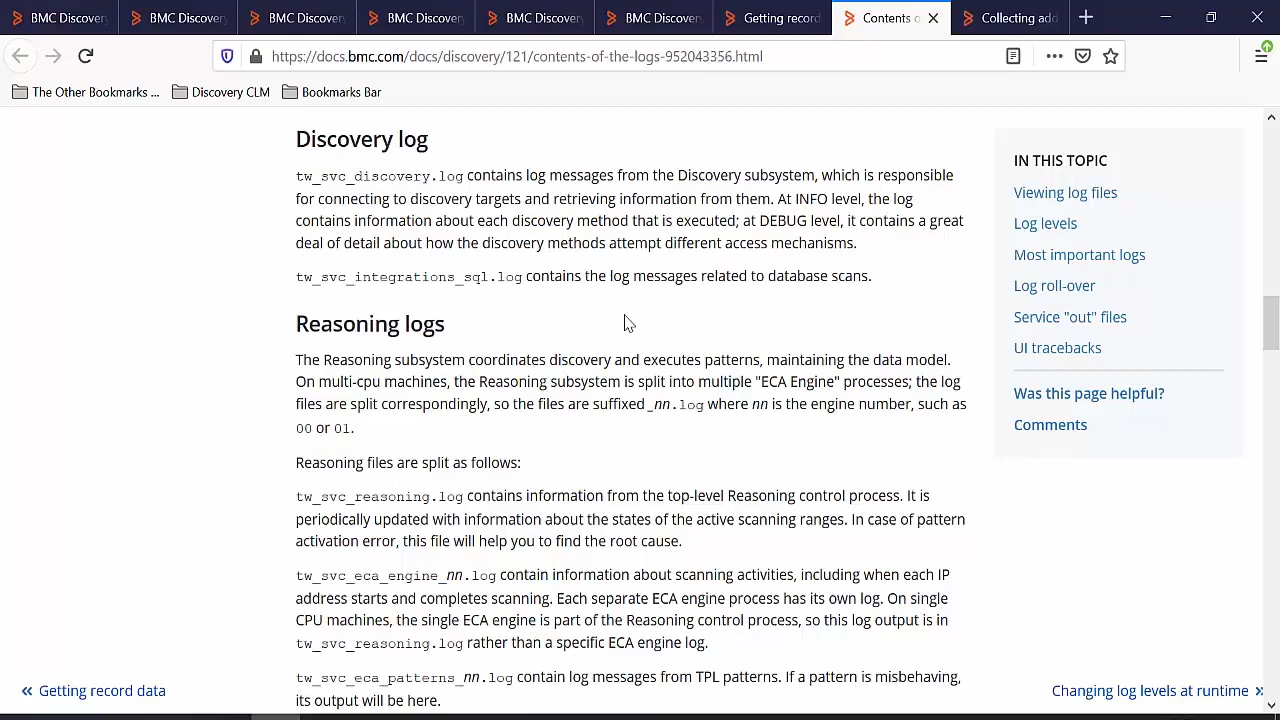 BMC Discovery
BMC Discovery
BMC Discovery
BMC Discovery
BMC Discovery
BMC Discovery
Getting record
Contents o
Collecting add
https://docs.bmc.com/docs/discovery/121/contents-of-the-logs-952043356.html
The Other Bookmarks ...
Discovery CLM
Bookmarks Bar
Discovery log
tw_svc_discovery.log contains log messages from the Discovery subsystem, which is responsible
for connecting to discovery targets and retrieving information from them. At INFO level, the log
contains information about each discovery method that is executed; at DEBUG level, it contains a great
deal of detail about how the discovery methods attempt different access mechanisms.
tw_svc_integrations_sql.log contains the log messages related to database scans.
Reasoning logs
The Reasoning subsystem coordinates discovery and executes patterns, maintaining the data model.
On multi-cpu machines, the Reasoning subsystem is split into multiple "ECA Engine" processes; the log
files are split correspondingly, so the files are suffixed _nn.log where nn is the engine number, such as
00 or 01.
Reasoning files are split as follows:
tw_svc_reasoning.log contains information from the top-level Reasoning control process. It is
periodically updated with information about the states of the active scanning ranges. In case of pattern
activation error, this file will help you to find the root cause.
tw_svc_eca_engine_nn.log contain information about scanning activities, including when each IP
address starts and completes scanning. Each separate ECA engine process has its own log. On single
CPU machines, the single ECA engine is part of the Reasoning control process, so this log output is in
tw_svc_reasoning.log rather than a specific ECA engine log.
tw_svc_eca_patterns_nn.log contain log messages from TPL patterns. If a pattern is misbehaving,
its output will be here.
IN THIS TOPIC
Viewing log files
Log levels
Most important logs
Log roll-over
Service "out" files
UI tracebacks
Was this page helpful?
Comments
« Getting record data
Changing log levels at runtime »